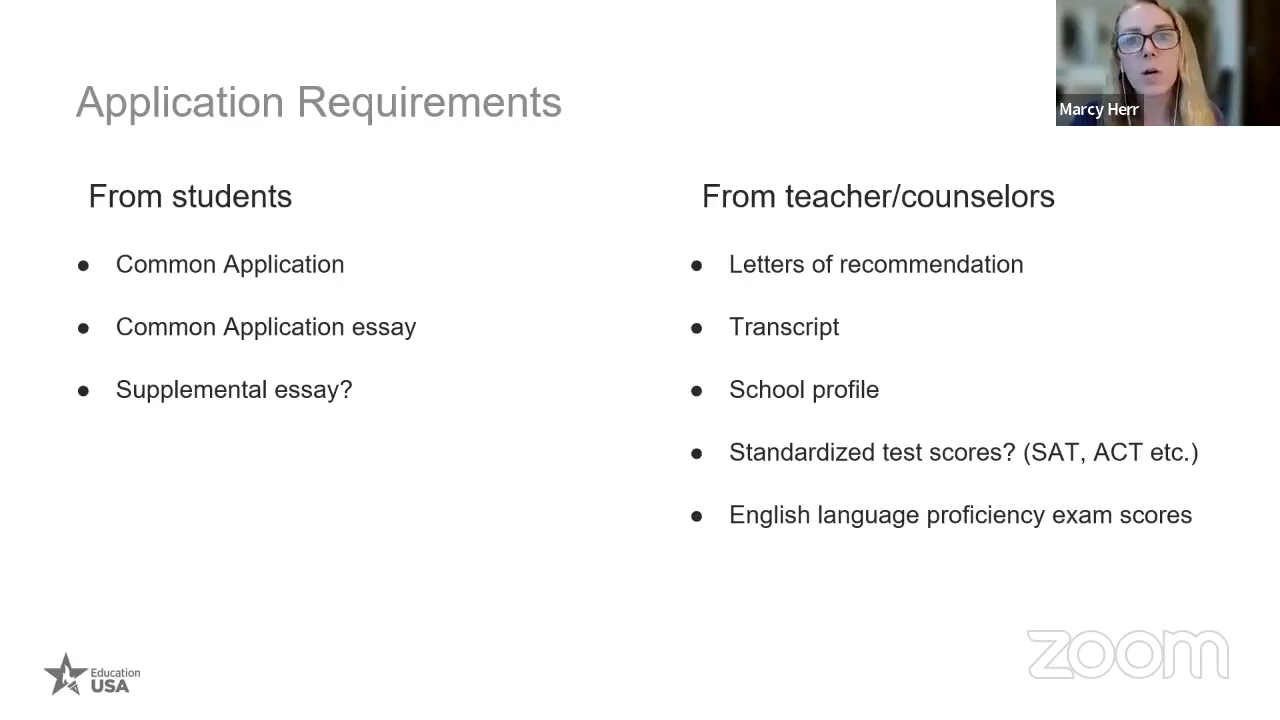 Application Requirements
Marcy Herr
From students
● Common Application
● Common Application essay
● Supplemental essay?
From teacher/counselors
● Letters of recommendation
● Transcript
● School profile
● Standardized test scores? (SAT, ACT etc.)
● English language proficiency exam scores
Education
USA
zoom